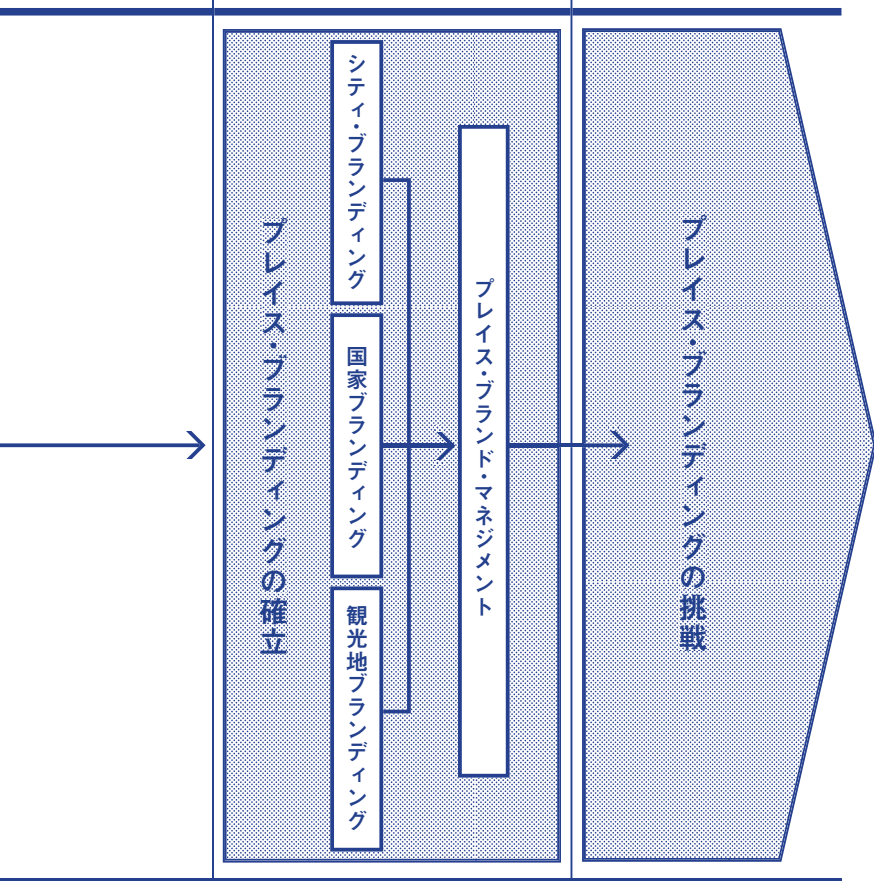 プレイス・ブランディングの確立
シティ・ブランディング
国家ブランディング
観光地ブランディング
プレイス・ブランド・マネジメント
プレイス・ブランディングの挑戦